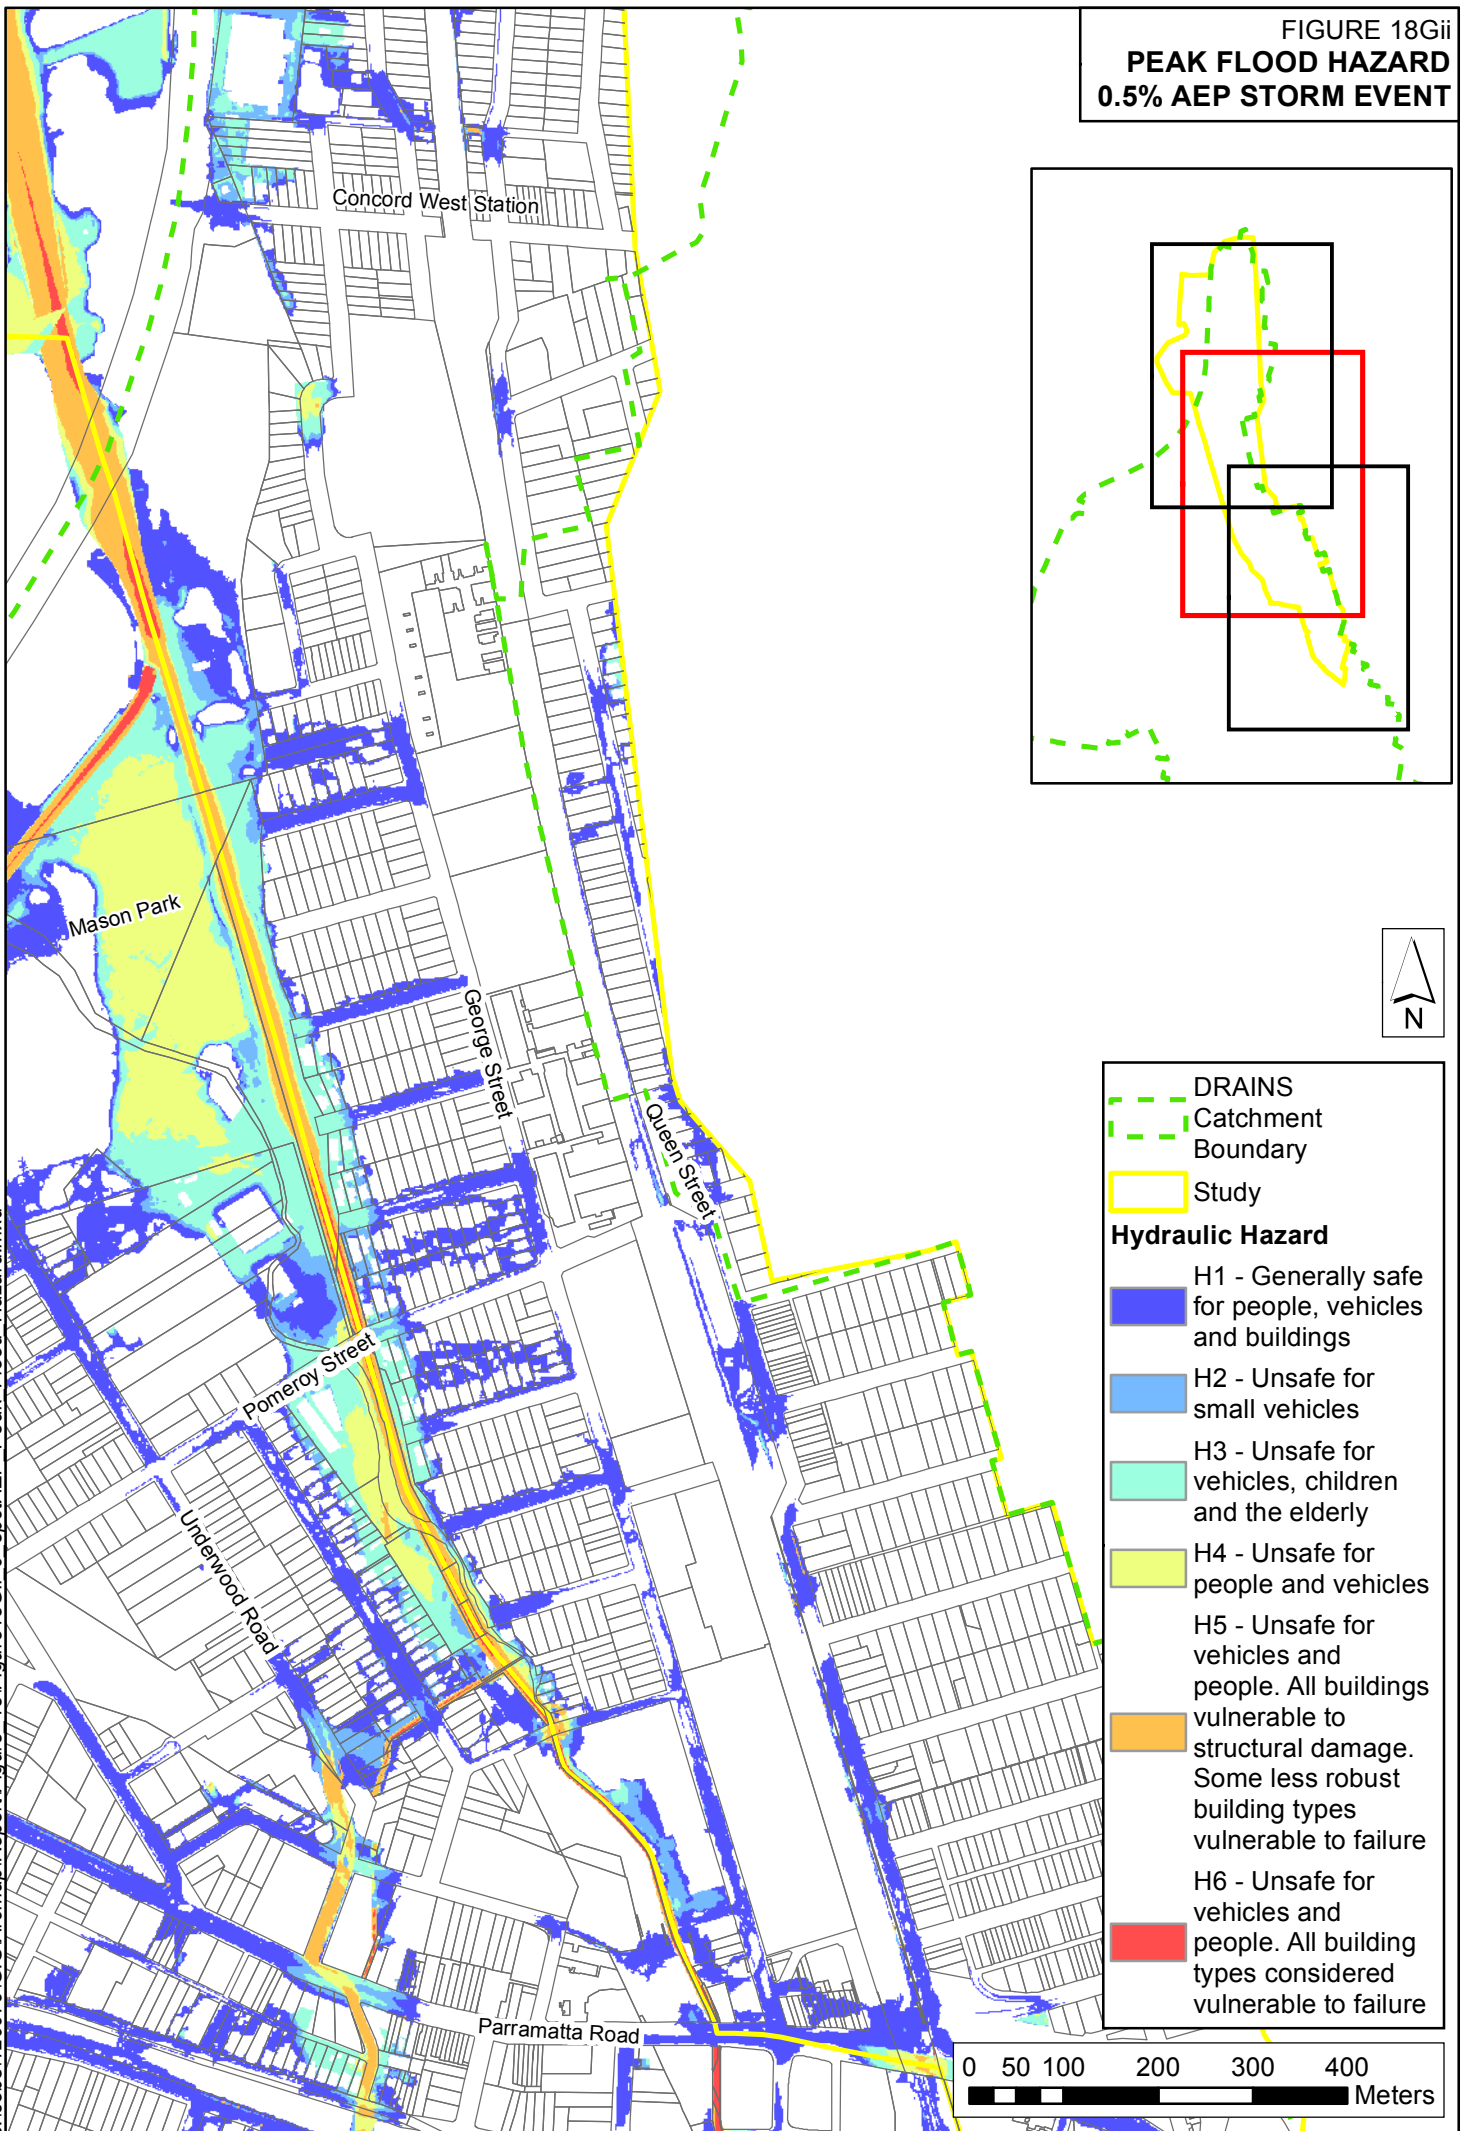 FIGURE 18Gii
PEAK FLOOD HAZARD
0.5% AEP STORM EVENT
Concord West Station
Mason Park
George Street
Queen Street
Pomeroy Street
Underwood Road
Parramatta Road
N
DRAINS
Catchment
Boundary
Study
Hydraulic Hazard
H1 - Generally safe
for people, vehicles
and buildings
H2 - Unsafe for
small vehicles
H3 - Unsafe for
vehicles, children
and the elderly
H4 - Unsafe for
people and vehicles
H5 - Unsafe for
vehicles and
people. All buildings
vulnerable to
structural damage.
Some less robust
building types
vulnerable to failure
H6 - Unsafe for
vehicles and
people. All building
types considered
vulnerable to failure
0 50 100 200 300 400
Meters